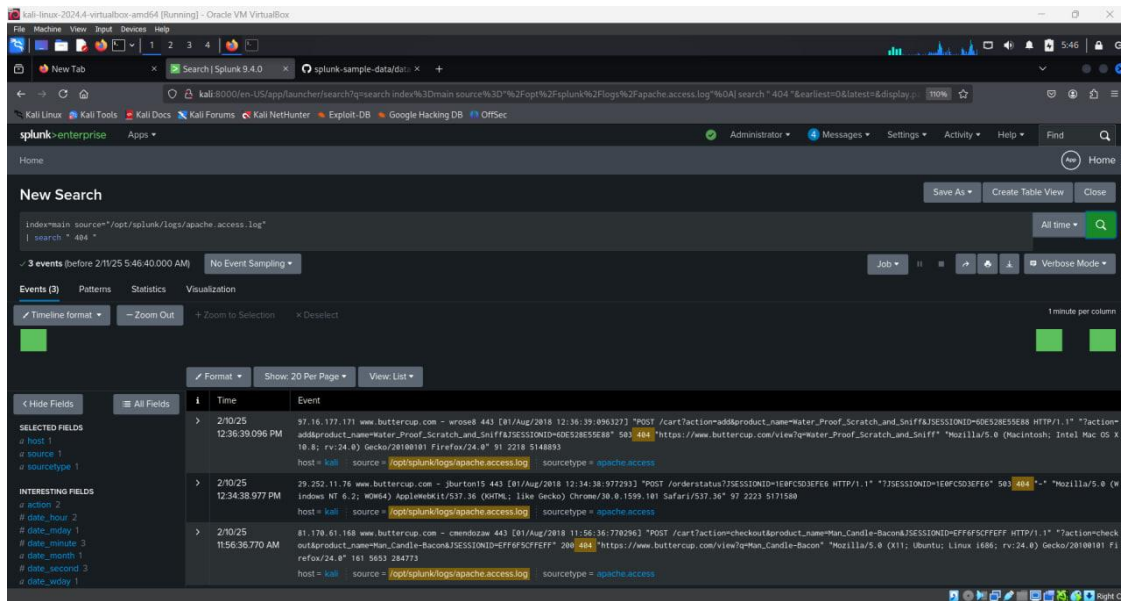 kali-linux-2024.4-virtualbox-amd64 [Running] - Oracle VM VirtualBox
File Machine View Input Devices Help
1 2 3 4
5:46
New Tab × Search | Splunk 9.4.0 × splunk-sample-data/data × +
kali:8000/en-US/app/launcher/search?q=search index%3Dmain source%3D"%2Fopt%2Fsplunk%2Flogs%2Fapache.access.log"%0A| search " 404 "&earliest=0&latest=&display.p 110%
Kali Linux Kali Tools Kali Docs Kali Forums Kali NetHunter Exploit-DB Google Hacking DB OffSec
splunk>enterprise Apps Administrator 4 Messages Settings Activity Help Find
Home App Home
New Search Save As Create Table View Close
index=main source="/opt/splunk/logs/apache.access.log" All time
| search " 404 "
3 events (before 2/11/25 5:46:40.000 AM) No Event Sampling Job Verbose Mode
Events (3) Patterns Statistics Visualization
Timeline format — Zoom Out + Zoom to Selection × Deselect 1 minute per column
Format Show: 20 Per Page View: List
< Hide Fields All Fields i Time Event
SELECTED FIELDS
a host 1
a source 1
a sourcetype 1
INTERESTING FIELDS
a action 2
# date_hour 2
# date_mday 1
# date_minute 3
a date_month 1
# date_second 3
a date_wday 1
> 2/10/25
12:36:39.096 PM
97.16.177.171 www.buttercup.com - wrose8 443 [01/Aug/2018 12:36:39:096327] "POST /cart?action=add&product_name=Water_Proof_Scratch_and_Sniff&JSESSIONID=6DE528E55E88 HTTP/1.1" "?action=
add&product_name=Water_Proof_Scratch_and_Sniff&JSESSIONID=6DE528E55E88" 503 404 "https://www.buttercup.com/view?q=Water_Proof_Scratch_and_Sniff" "Mozilla/5.0 (Macintosh; Intel Mac OS X
10.8; rv:24.0) Gecko/20100101 Firefox/24.0" 91 2218 5148893
host = kali source = /opt/splunk/logs/apache.access.log sourcetype = apache.access
> 2/10/25
12:34:38.977 PM
29.252.11.76 www.buttercup.com - jburton15 443 [01/Aug/2018 12:34:38:977293] "POST /orderstatus?JSESSIONID=1E0FC5D3EFE6 HTTP/1.1" "?JSESSIONID=1E0FC5D3EFE6" 503 404 "-" "Mozilla/5.0 (W
indows NT 6.2; WOW64) AppleWebKit/537.36 (KHTML, like Gecko) Chrome/30.0.1599.101 Safari/537.36" 97 2223 5171580
host = kali source = /opt/splunk/logs/apache.access.log sourcetype = apache.access
> 2/10/25
11:56:36.770 AM
81.170.61.168 www.buttercup.com - cmendozaw 443 [01/Aug/2018 11:56:36:770296] "POST /cart?action=checkout&product_name=Man_Candle-Bacon&JSESSIONID=EFF6F5CFFEFF HTTP/1.1" "?action=check
out&product_name=Man_Candle-Bacon&JSESSIONID=EFF6F5CFFEFF" 200 404 "https://www.buttercup.com/view?q=Man_Candle-Bacon" "Mozilla/5.0 (X11; Ubuntu; Linux i686; rv:24.0) Gecko/20100101 Fi
refox/24.0" 161 5653 284773
host = kali source = /opt/splunk/logs/apache.access.log sourcetype = apache.access
Right C